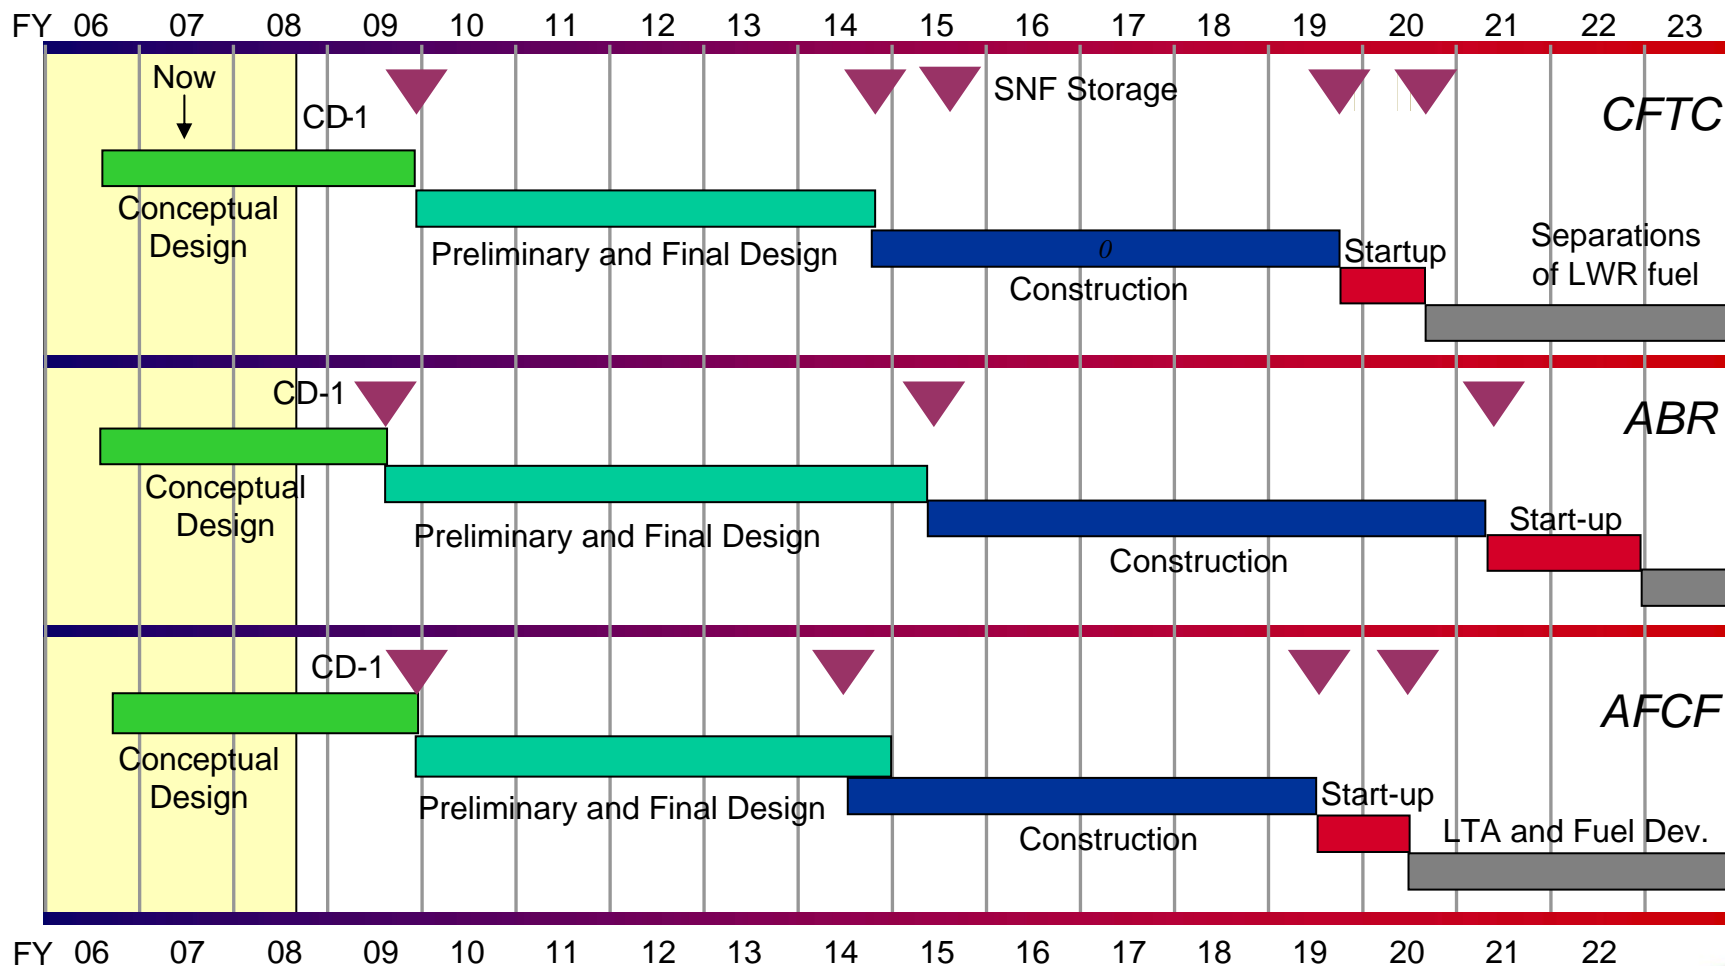 FY 06 07 08 09 10 11 12 13 14 15 16 17 18 19 20 21 22 23
Now
SNF Storage
CD-1
CFTC
Conceptual
Design
Preliminary and Final Design
0
Construction
Startup
Separations
of LWR fuel
CD-1
ABR
Conceptual
Design
Preliminary and Final Design
Construction
Start-up
CD-1
AFCF
Conceptual
Design
Preliminary and Final Design
Construction
Start-up
LTA and Fuel Dev.
FY 06 07 08 09 10 11 12 13 14 15 16 17 18 19 20 21 22